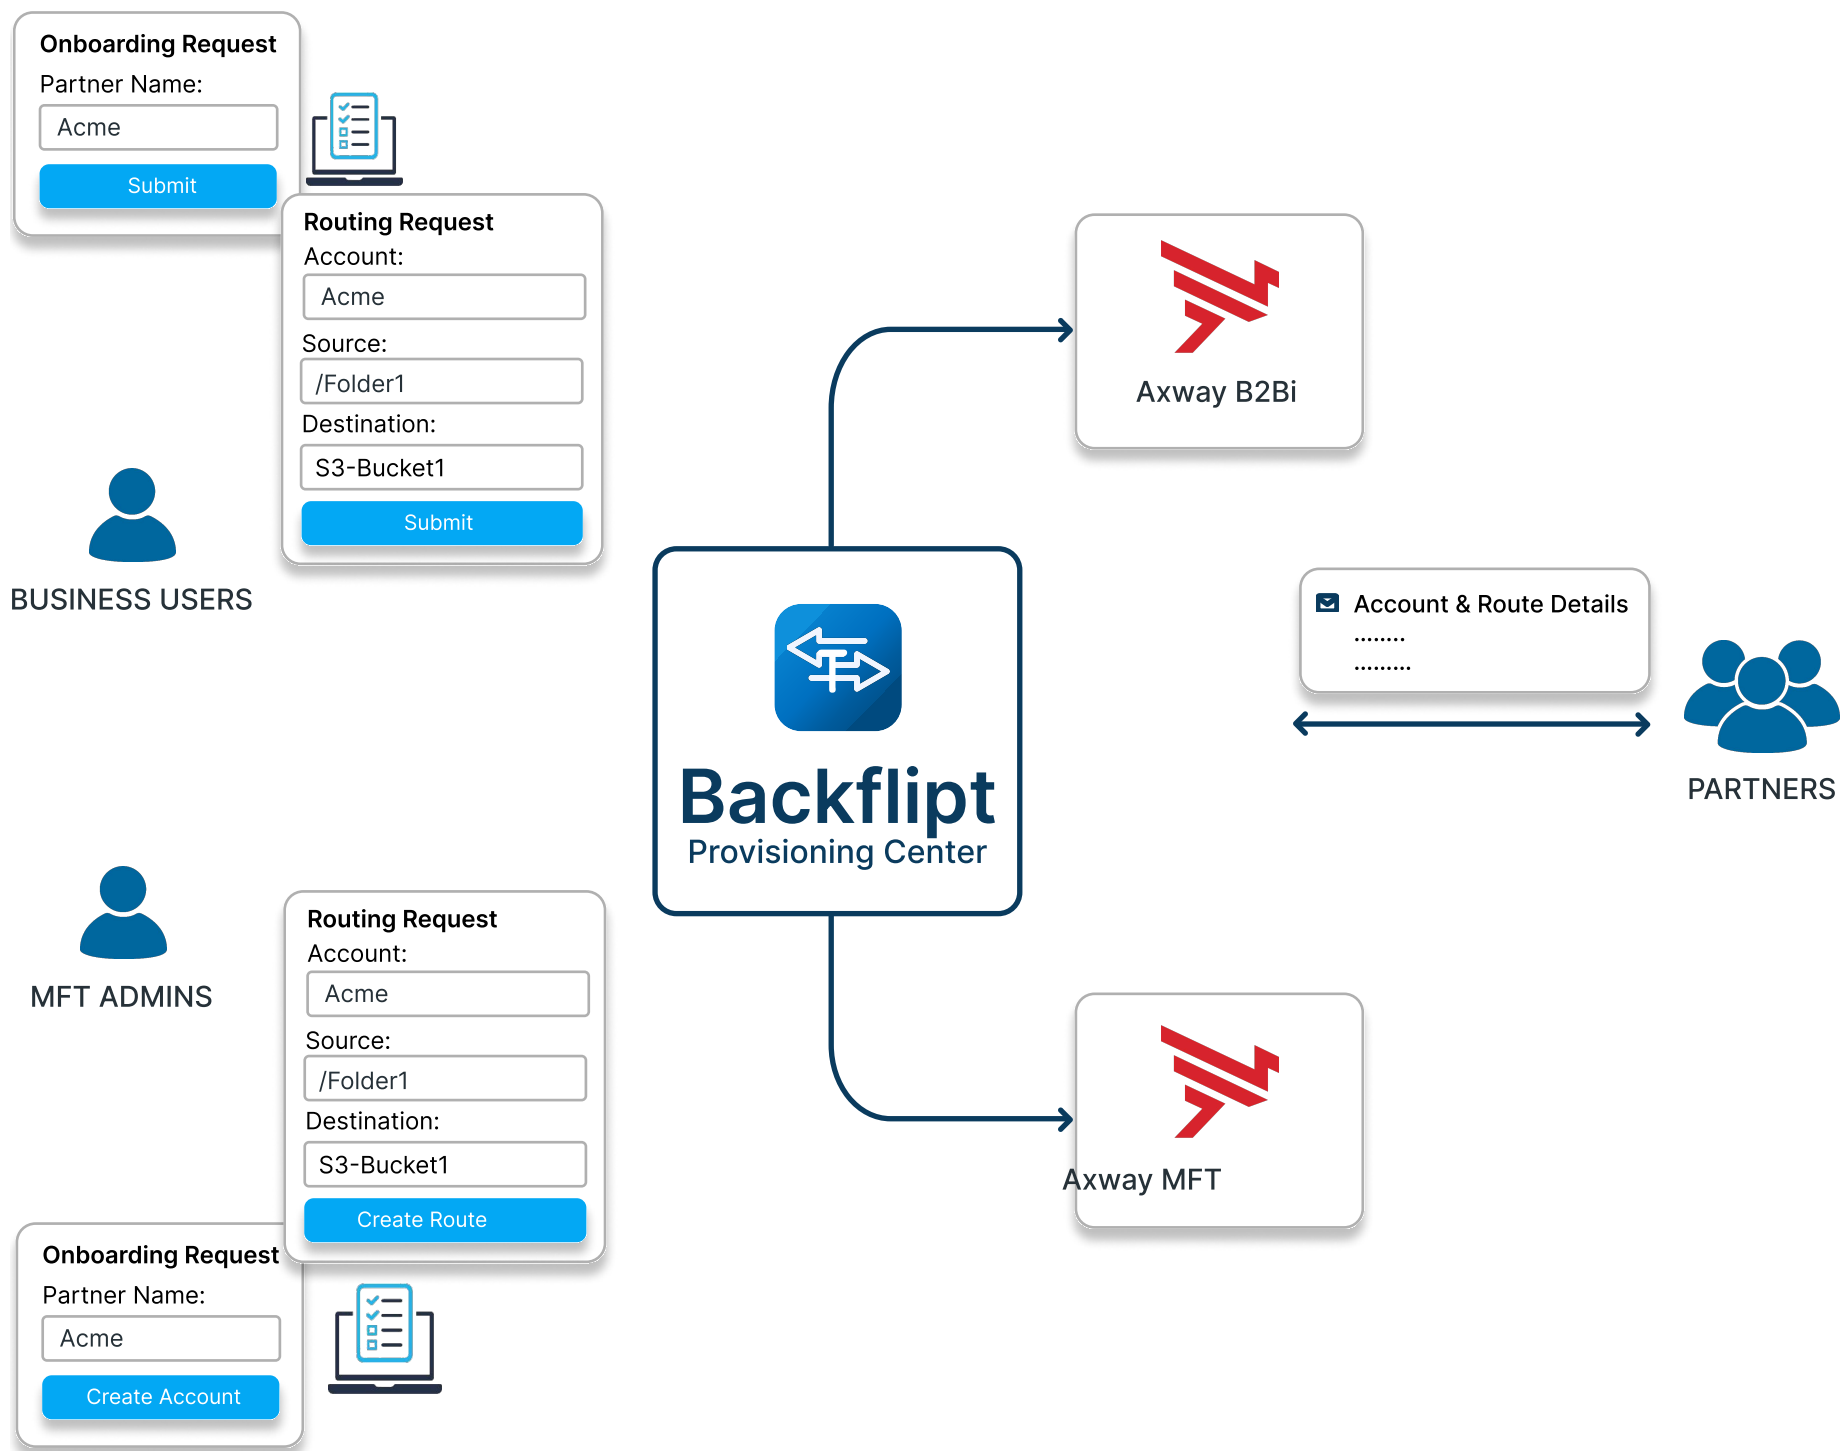 Onboarding Request
Partner Name:
Acme
Submit
Routing Request
Account:
Acme
Source:
/Folder1
Destination:
S3-Bucket1
Submit
BUSINESS USERS
MFT ADMINS
Routing Request
Account:
Acme
Source:
/Folder1
Destination:
S3-Bucket1
Create Route
Onboarding Request
Partner Name:
Acme
Create Account
Backflipt
Provisioning Center
Axway B2Bi
Axway MFT
Account & Route Details
........
.........
PARTNERS